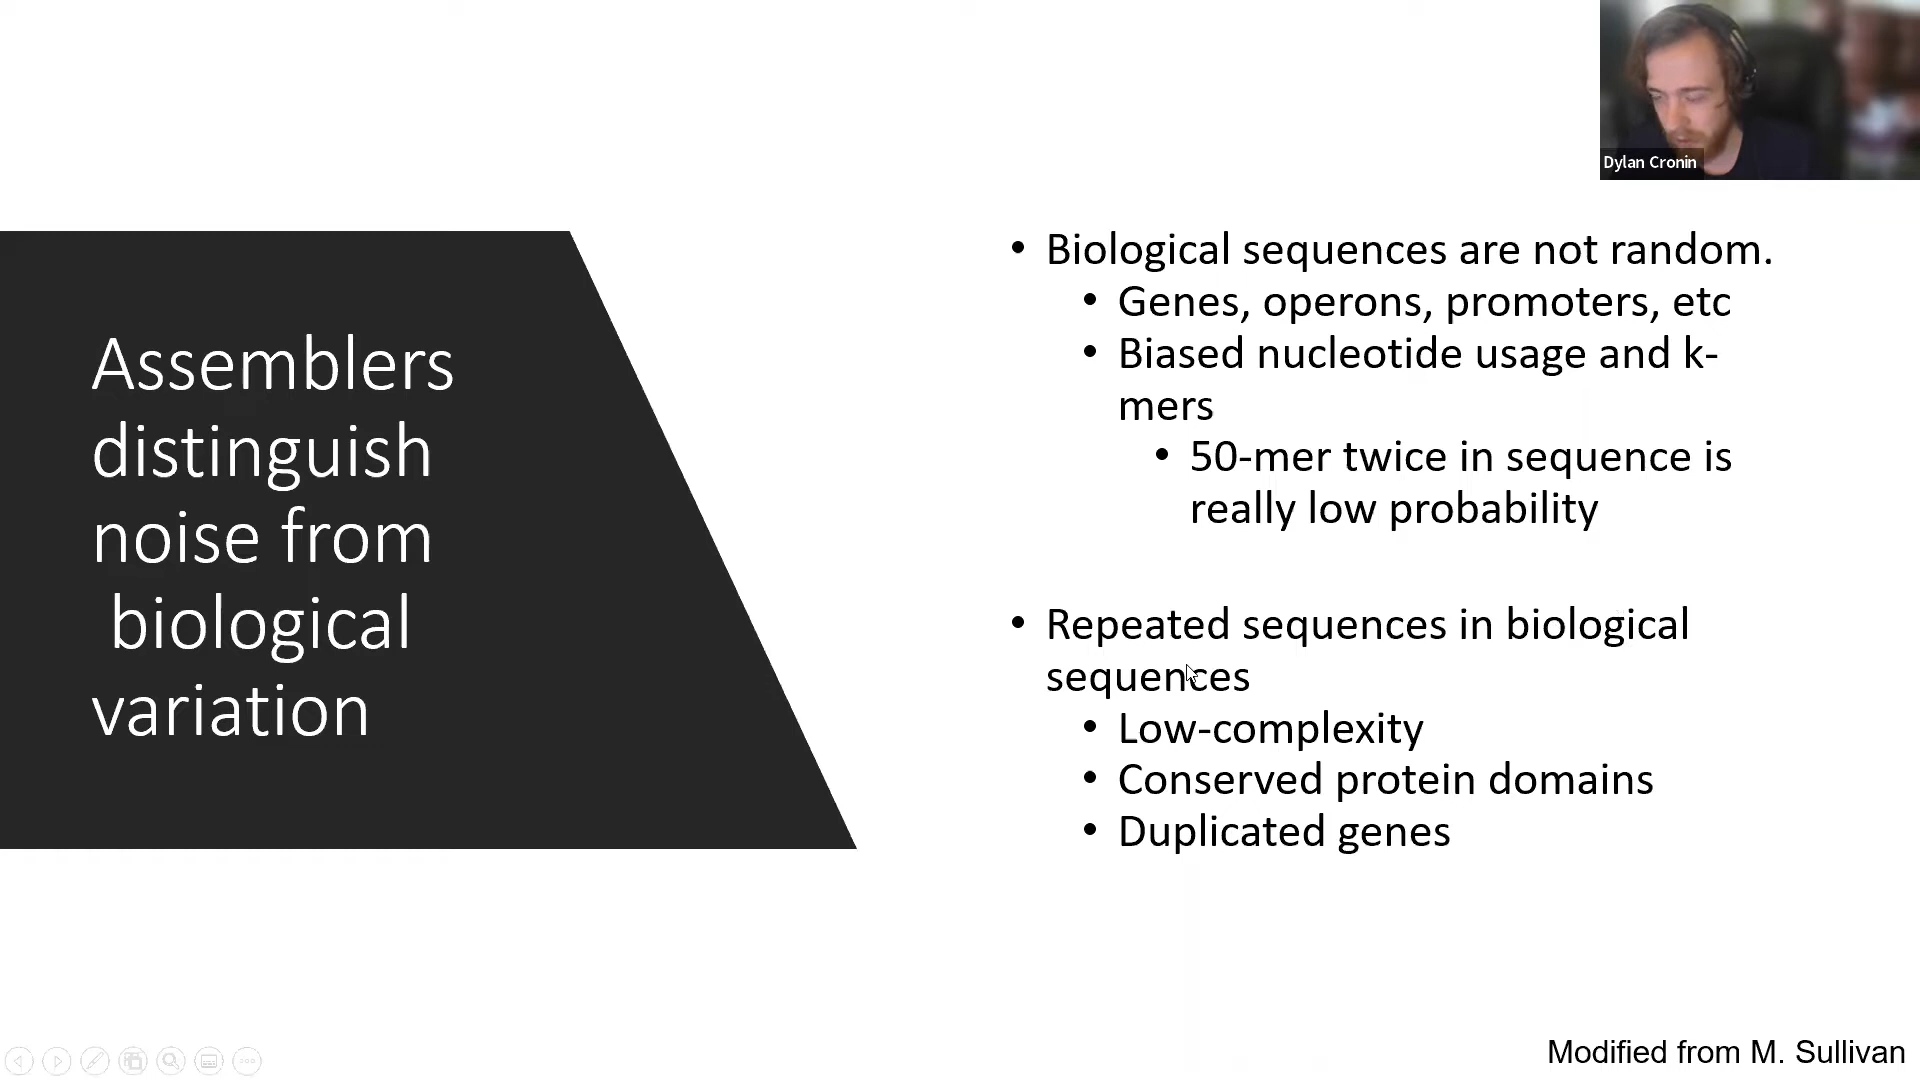 Dylan Cronin
Assemblers
distinguish
noise from
biological
variation
• Biological sequences are not random.
• Genes, operons, promoters, etc
• Biased nucleotide usage and k-
mers
• 50-mer twice in sequence is
really low probability
• Repeated sequences in biological
sequences
• Low-complexity
• Conserved protein domains
• Duplicated genes
Modified from M. Sullivan